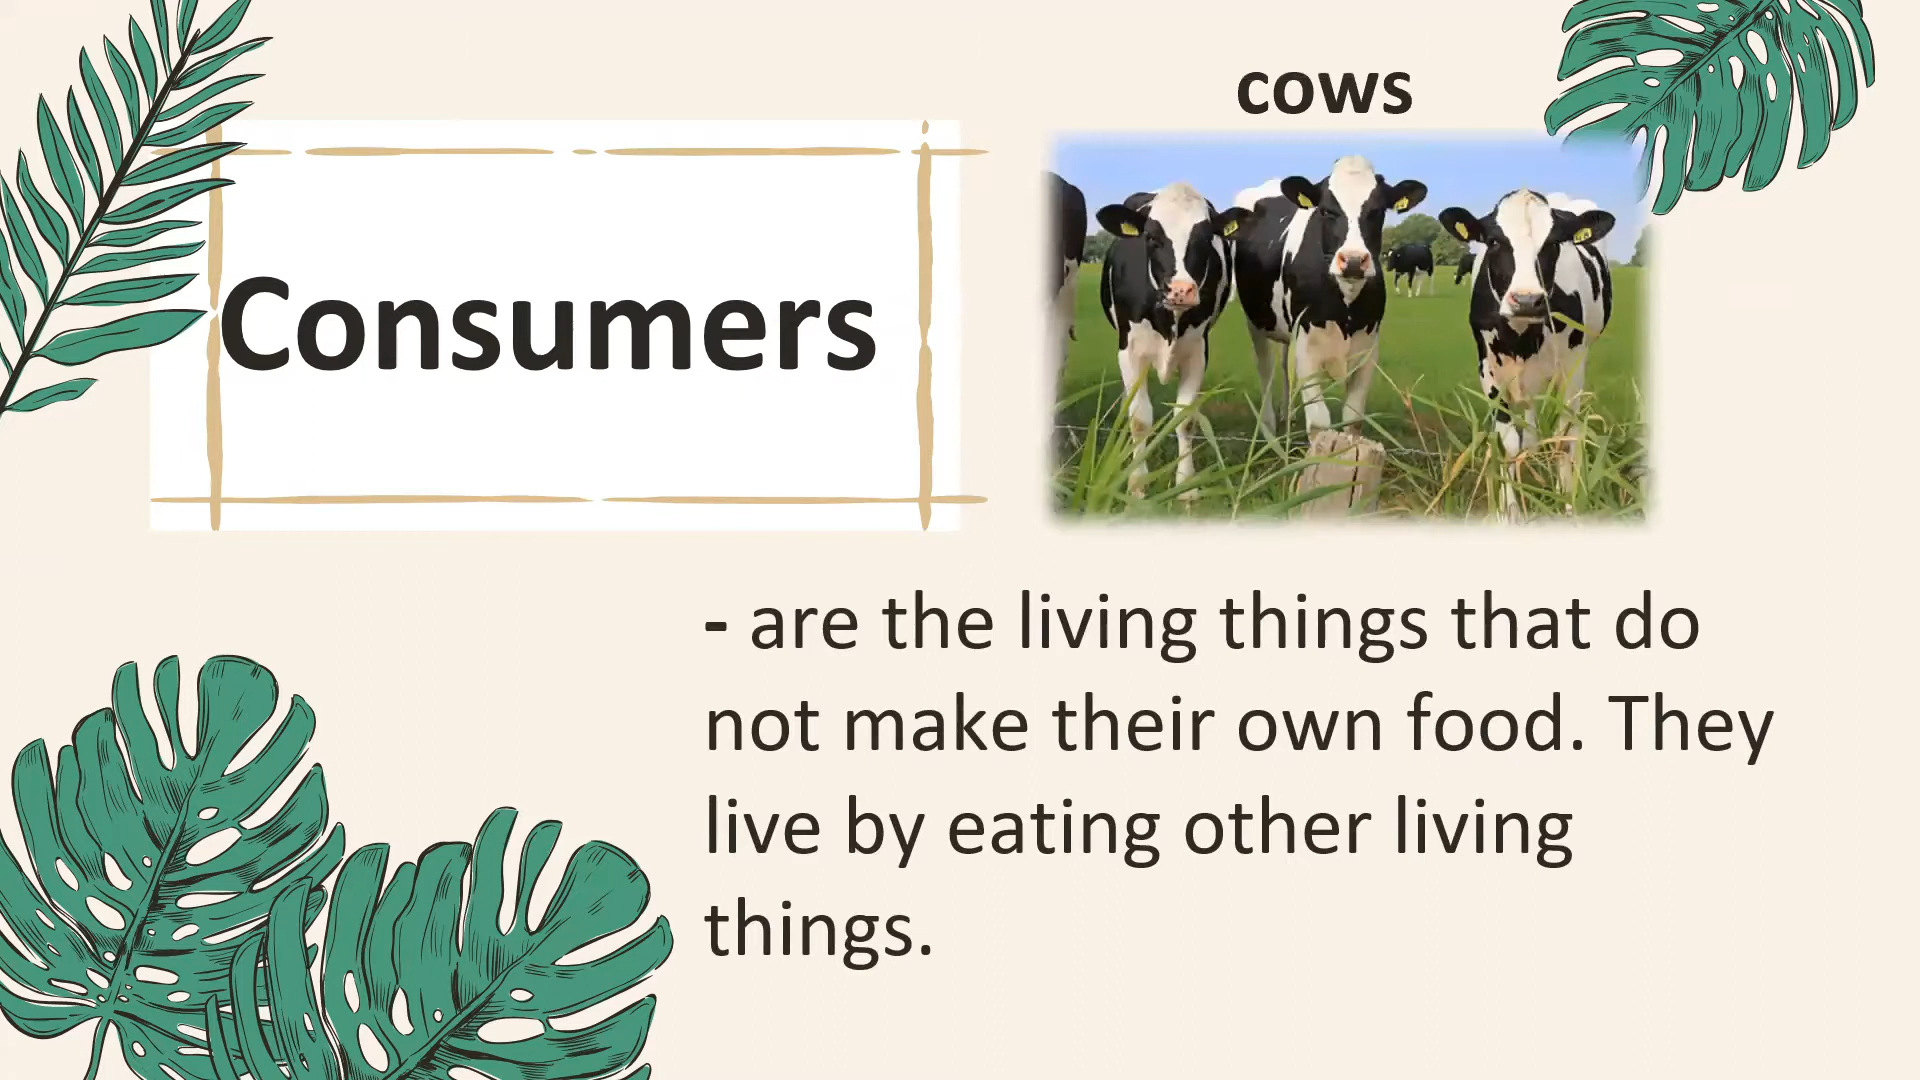 cows
Consumers
- are the living things that do
not make their own food. They
live by eating other living
things.